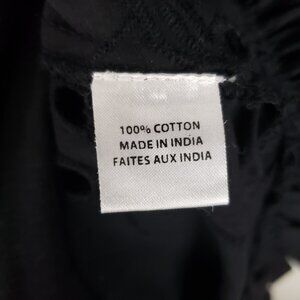 100% COTTON
MADE IN INDIA
FAITES AUX INDIA